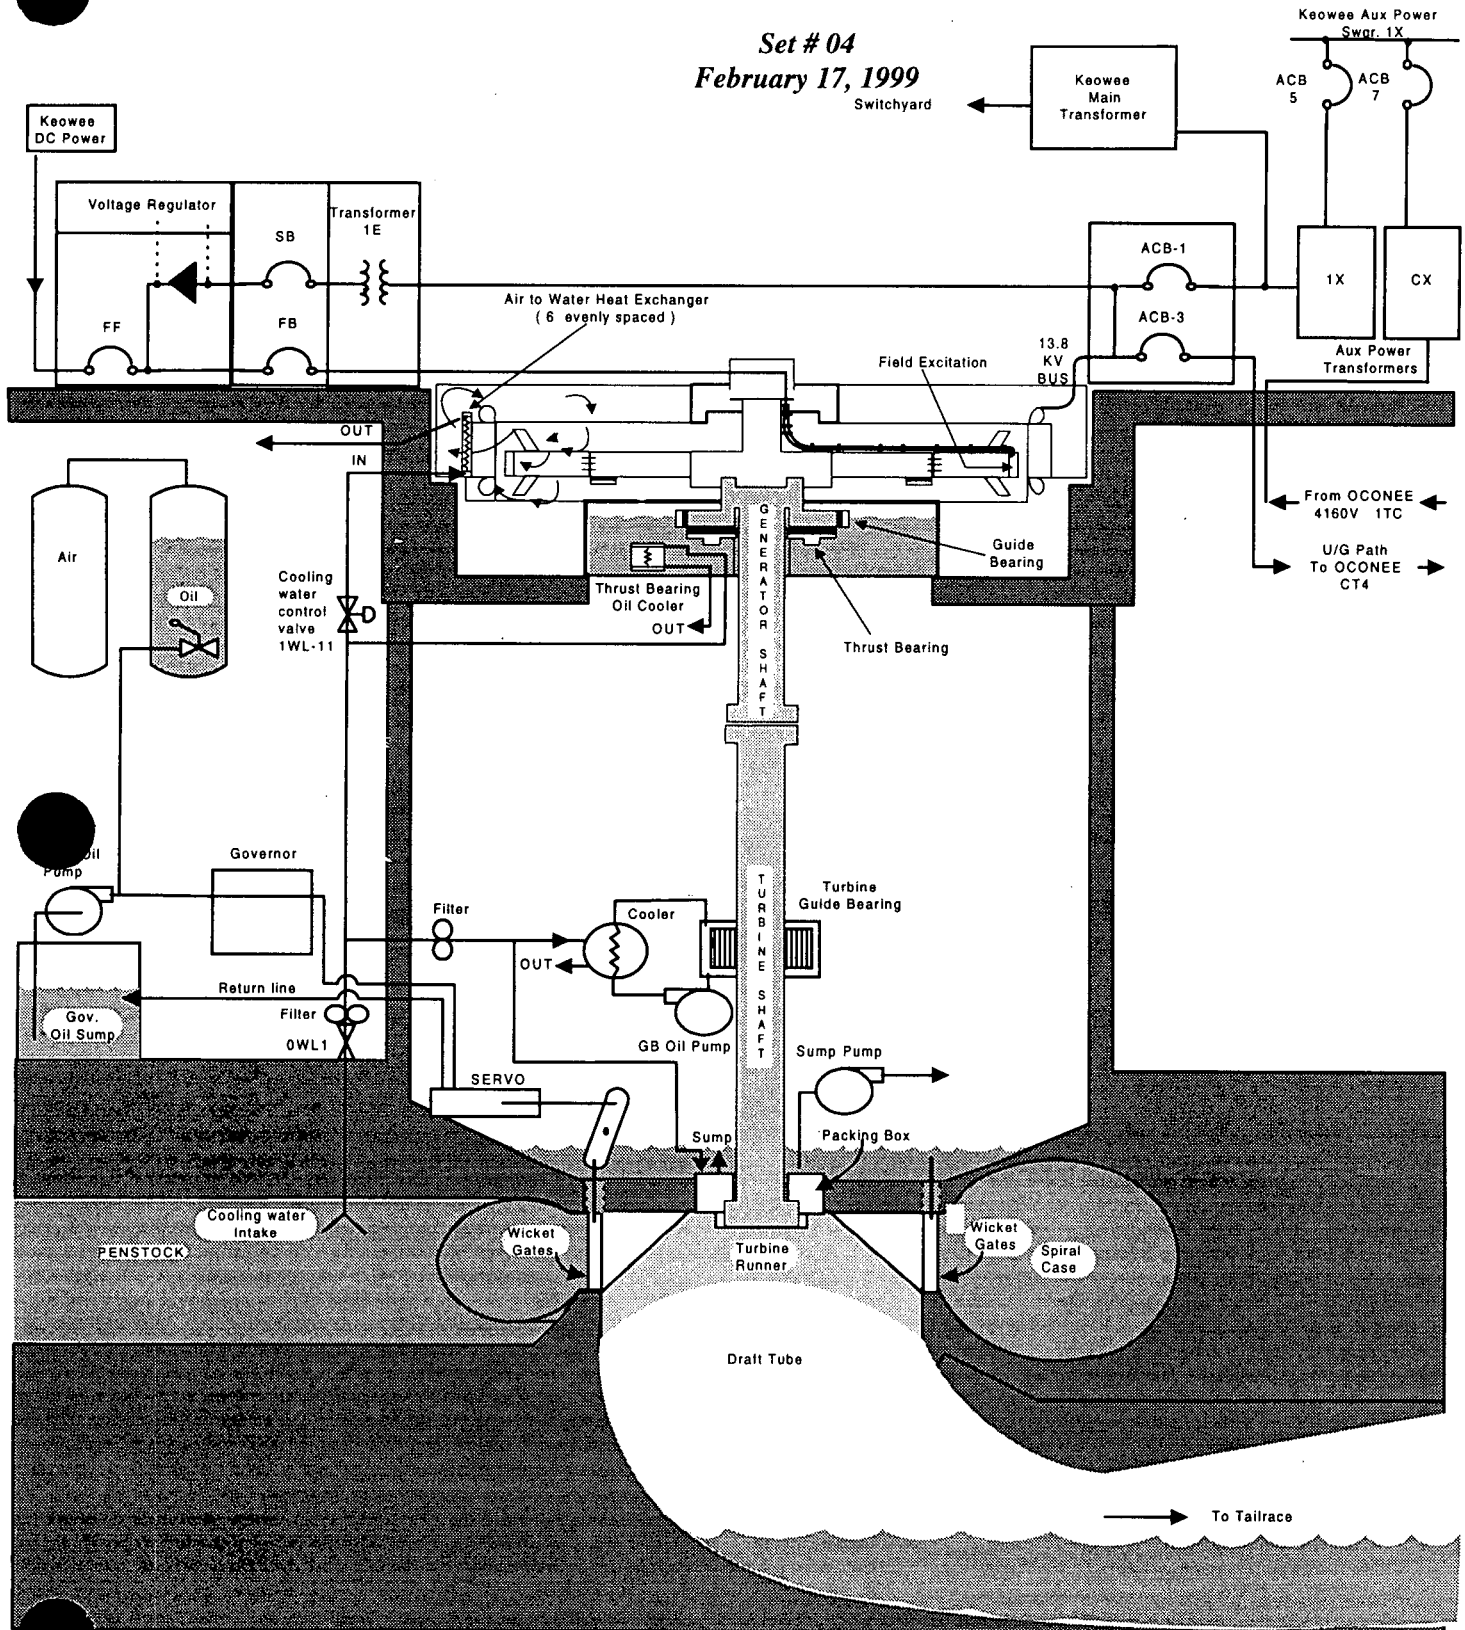 Set # 04
February 17, 1999
Keowee Aux Power
Swgr. 1X
ACB
5
ACB
7
Switchyard
Keowee
Main
Transformer
Keowee
DC Power
Voltage Regulator
SB
Transformer
1E
FF
FB
Air to Water Heat Exchanger
( 6 evenly spaced )
ACB-1
ACB-3
1X
CX
13.8
KV
BUS
Field Excitation
Aux Power
Transformers
OUT
IN
From OCONEE
4160V 1TC
U/G Path
To OCONEE
CT4
Air
Oil
Cooling
water
control
valve
1WL-11
Thrust Bearing
Oil Cooler
OUT
Guide
Bearing
Thrust Bearing
GENERATOR SHAFT
Oil
Pump
Governor
Filter
Cooler
OUT
Turbine
Guide Bearing
TURBINE SHAFT
Return line
Gov.
Oil Sump
Filter
0WL1
GB Oil Pump
Sump Pump
SERVO
Sump
Packing Box
Cooling water
Intake
PENSTOCK
Wicket
Gates
Turbine
Runner
Wicket
Gates
Spiral
Case
Draft Tube
To Tailrace